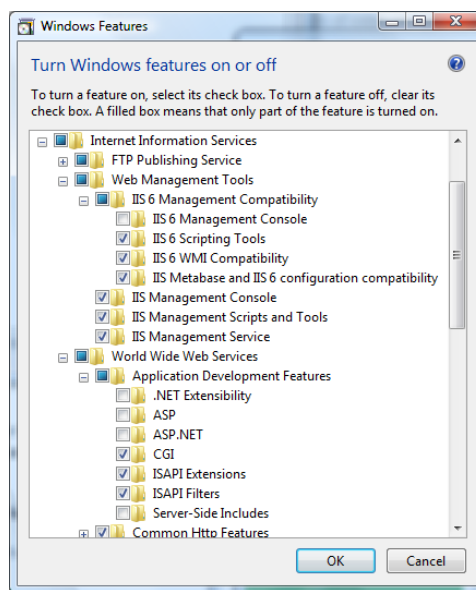 Windows Features
Turn Windows features on or off
To turn a feature on, select its check box. To turn a feature off, clear its
check box. A filled box means that only part of the feature is turned on.
Internet Information Services
FTP Publishing Service
Web Management Tools
IIS 6 Management Compatibility
IIS 6 Management Console
IIS 6 Scripting Tools
IIS 6 WMI Compatibility
IIS Metabase and IIS 6 configuration compatibility
IIS Management Console
IIS Management Scripts and Tools
IIS Management Service
World Wide Web Services
Application Development Features
.NET Extensibility
ASP
ASP.NET
CGI
ISAPI Extensions
ISAPI Filters
Server-Side Includes
Common Http Features
OK
Cancel